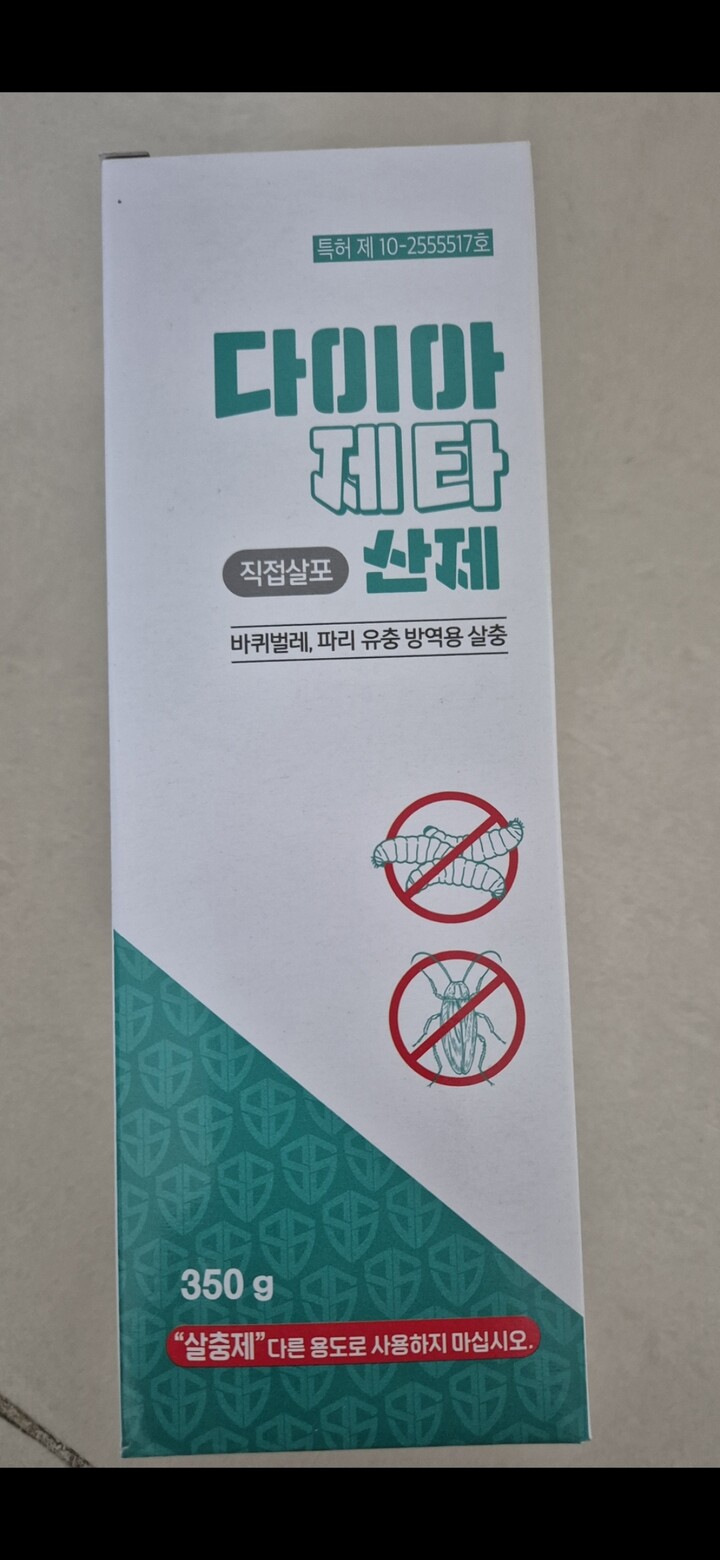 특허 제 10-2555517호
다이아
제타
직접살포 산제
바퀴벌레, 파리 유충 방역용 살충
350 g
“살충제” 다른 용도로 사용하지 마십시오.